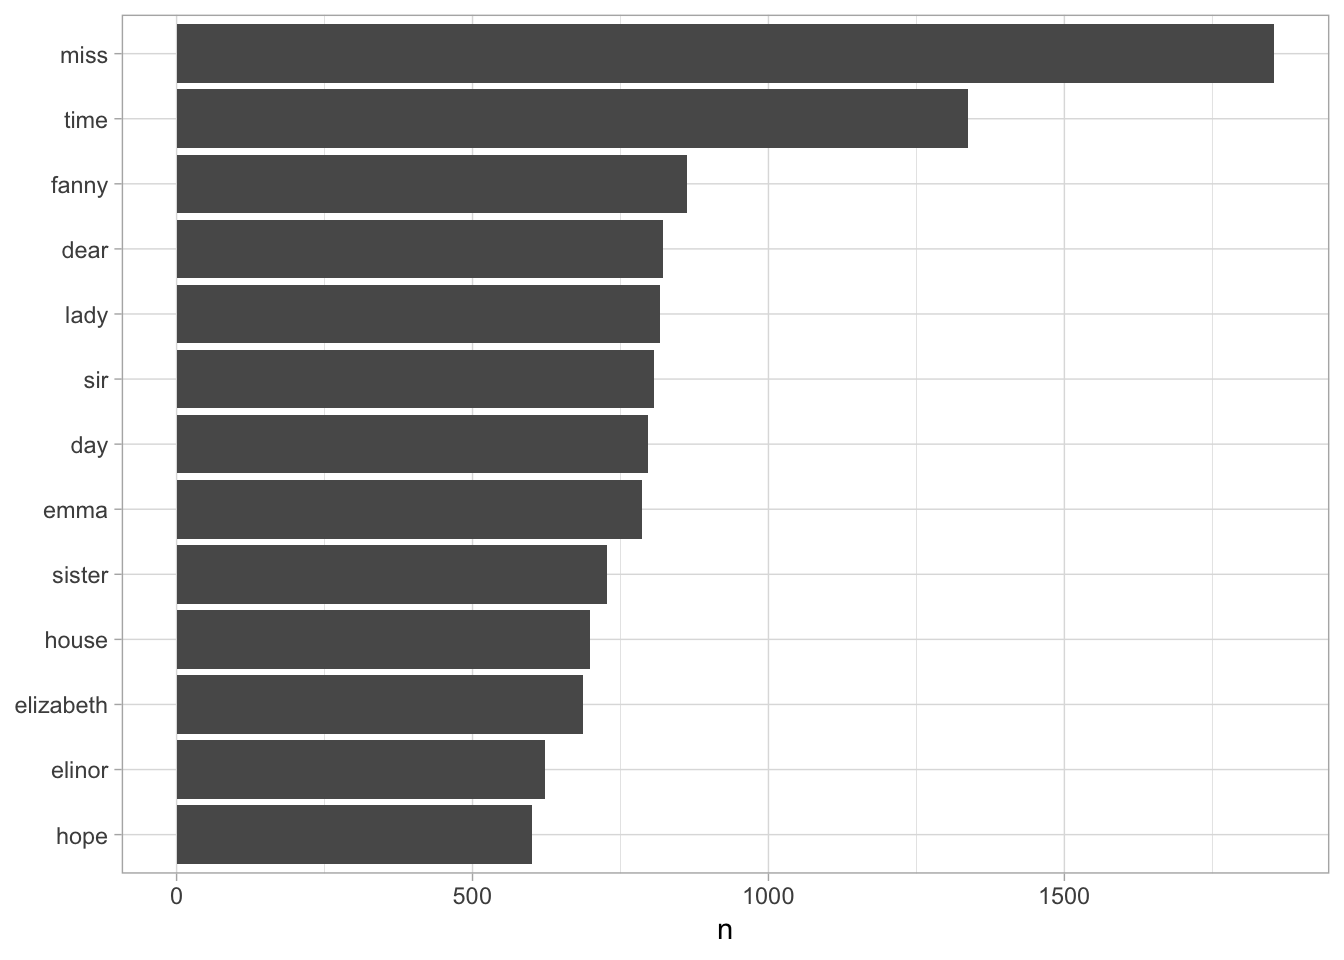 miss
time
fanny
dear
lady
sir
day
emma
sister
house
elizabeth
elinor
hope
0 500 1000 1500
n